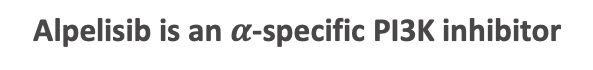 Alpelisib is an α-specific PI3K inhibitor